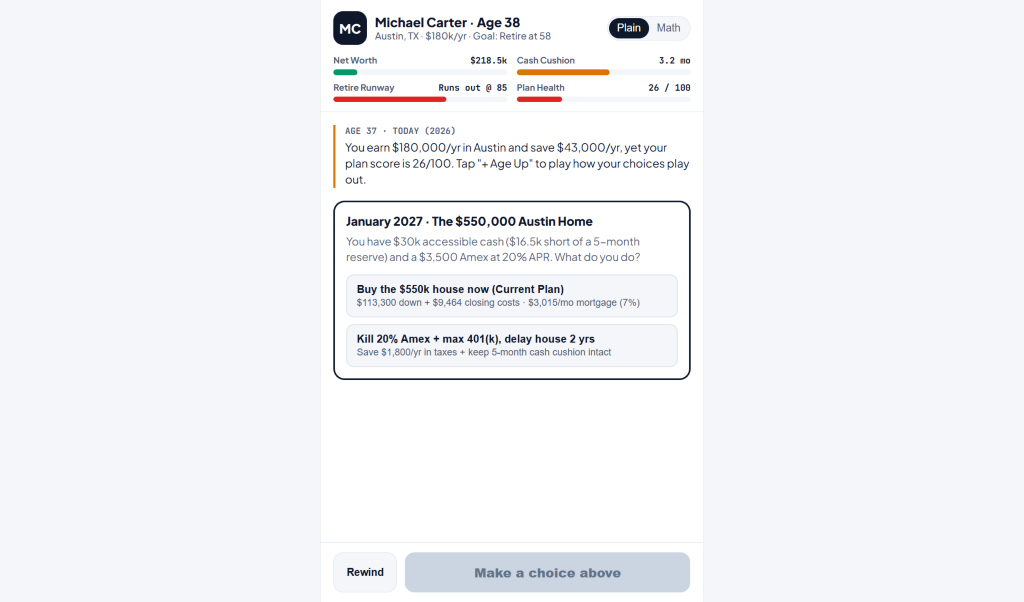 MC
Michael Carter · Age 38
Austin, TX · $180k/yr · Goal: Retire at 58
Plain
Math
Net Worth
$218.5k
Cash Cushion
3.2 mo
Retire Runway
Runs out @ 85
Plan Health
26 / 100
AGE 37 · TODAY (2026)
You earn $180,000/yr in Austin and save $43,000/yr, yet your
plan score is 26/100. Tap "+ Age Up" to play how your choices play
out.
January 2027 · The $550,000 Austin Home
You have $30k accessible cash ($16.5k short of a 5–month
reserve) and a $3,500 Amex at 20% APR. What do you do?
Buy the $550k house now (Current Plan)
$113,300 down + $9,464 closing costs · $3,015/mo mortgage (7%)
Kill 20% Amex + max 401(k), delay house 2 yrs
Save $1,800/yr in taxes + keep 5-month cash cushion intact
Rewind
Make a choice above